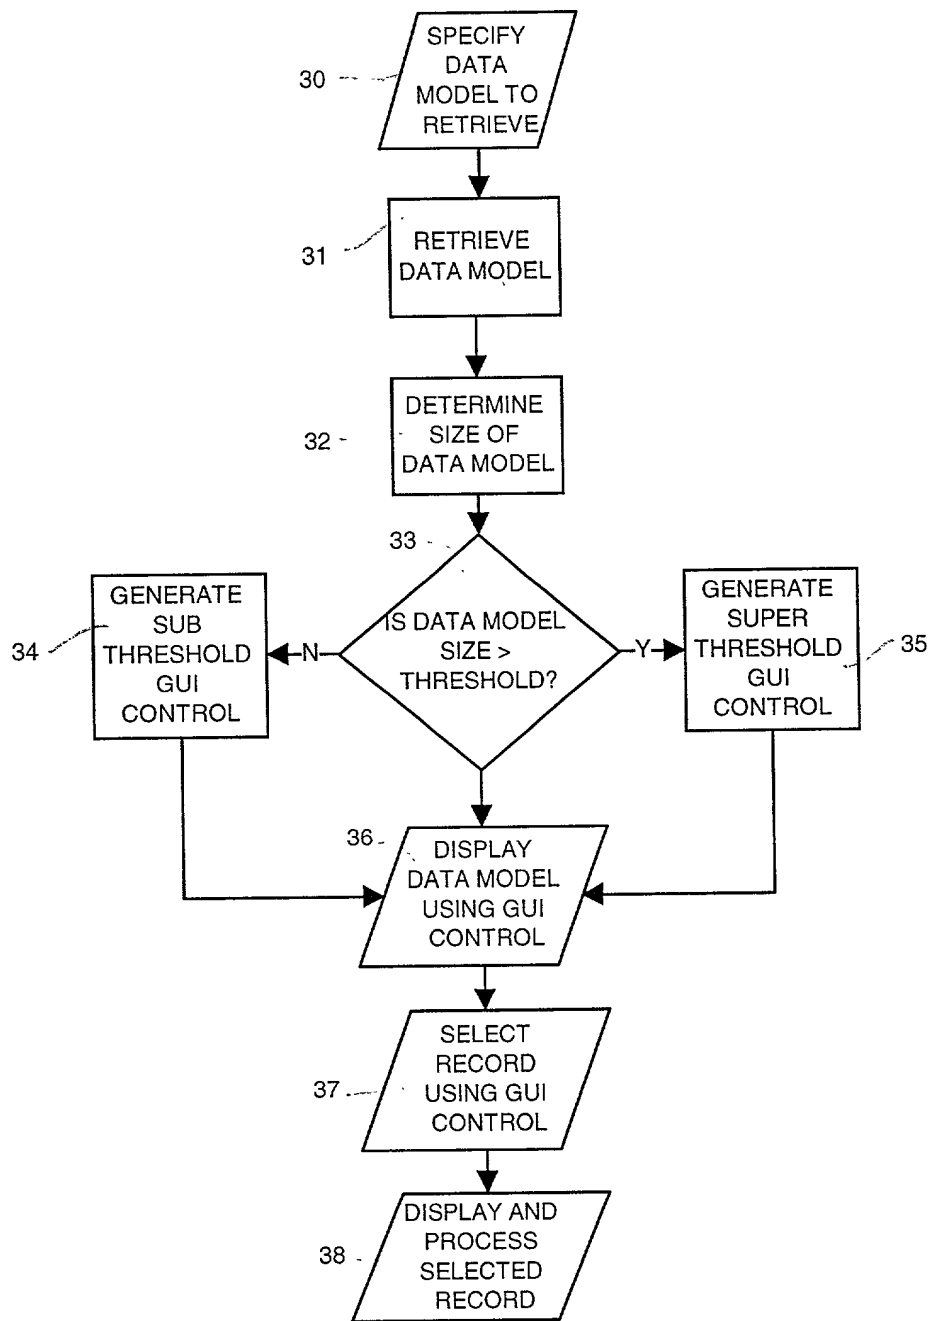 SPECIFY
DATA
MODEL TO
RETRIEVE
30
RETRIEVE
DATA MODEL
31
DETERMINE
SIZE OF
DATA MODEL
32
33
IS DATA MODEL
SIZE >
THRESHOLD?
N
Y
GENERATE
SUB
THRESHOLD
GUI
CONTROL
34
GENERATE
SUPER
THRESHOLD
GUI
CONTROL
35
36
DISPLAY
DATA MODEL
USING GUI
CONTROL
SELECT
RECORD
USING GUI
CONTROL
37
DISPLAY AND
PROCESS
SELECTED
RECORD
38